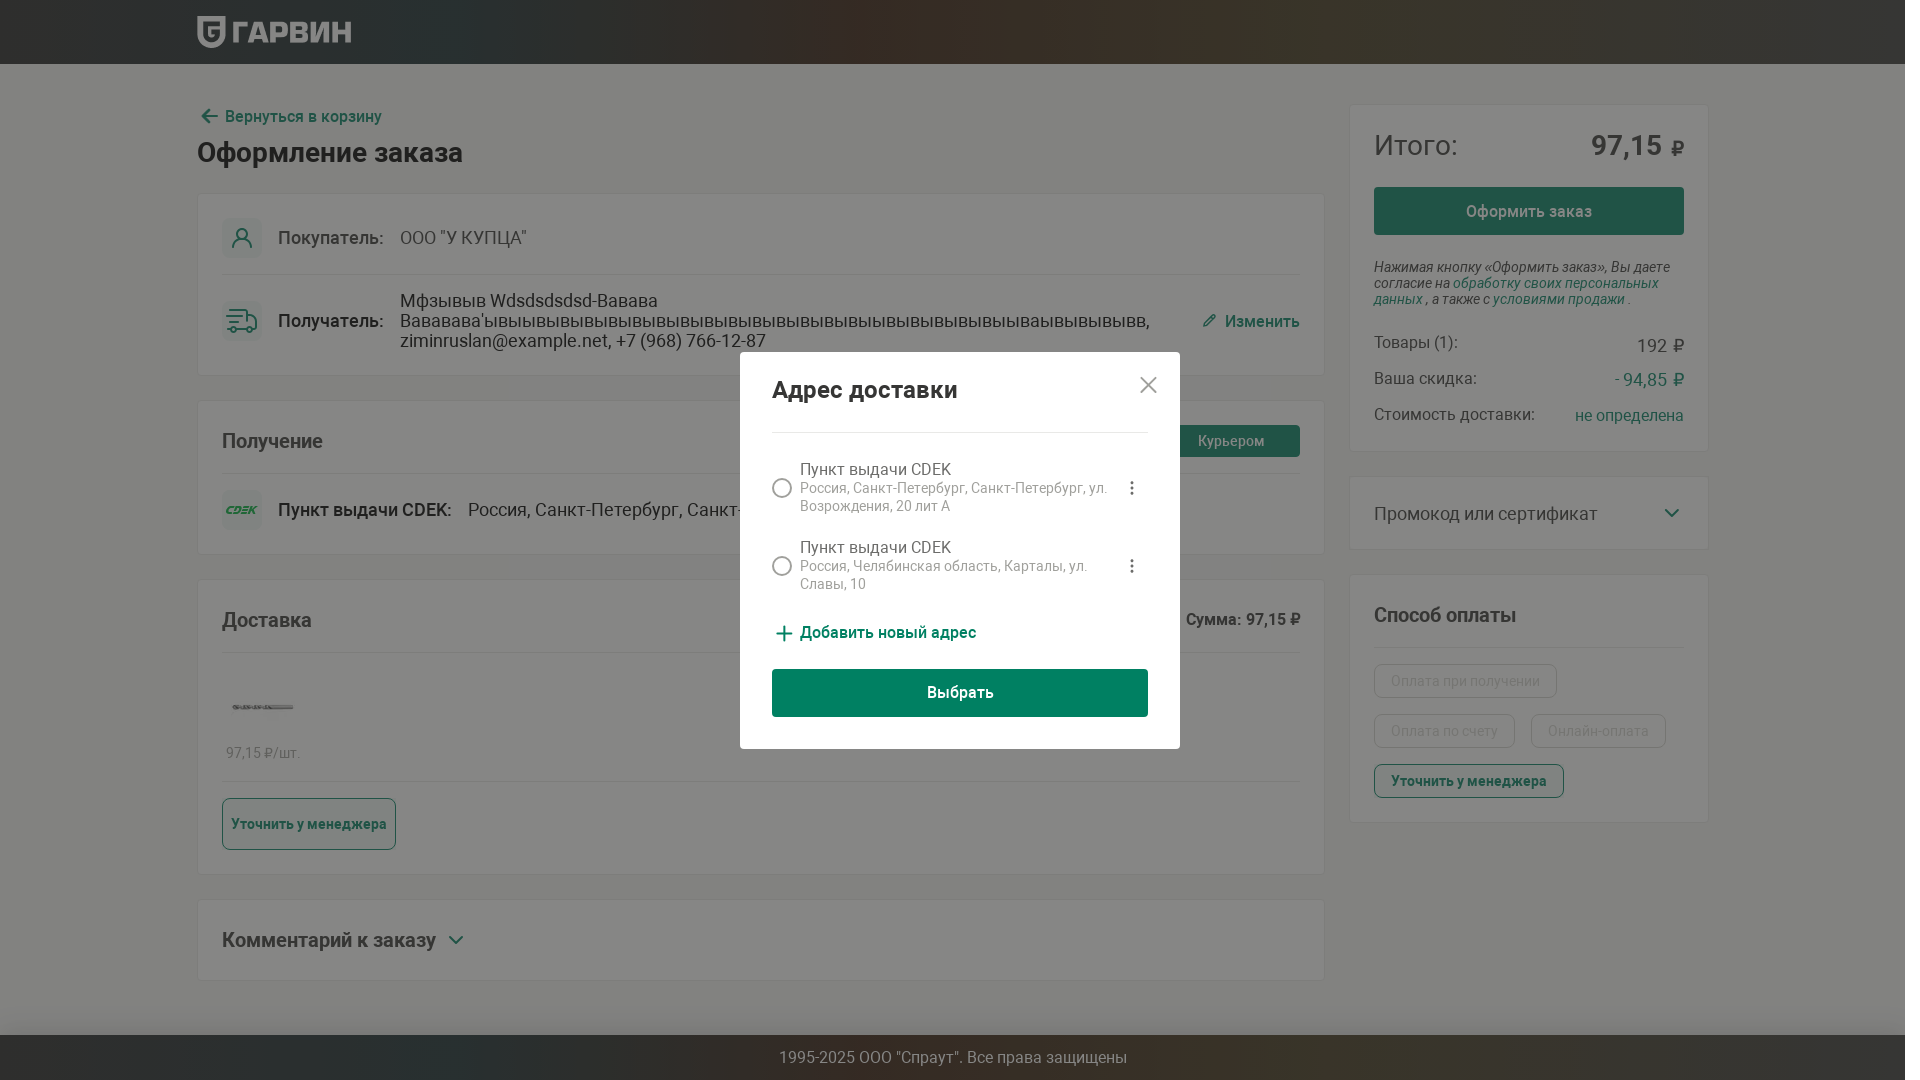 ГАРВИН
Вернуться в корзину
Оформление заказа
Покупатель: ООО "У КУПЦА"
Получатель:
Мфзывыв Wdsdsdsdsd-Вавава
ziminruslan@example.net, +7 (968) 766-12-87
Изменить
Получение
Курьером
CDEK
Пункт выдачи CDEK: Россия, Санкт-Петербург, Санкт-
Доставка
Сумма: 97,15 ₽
97,15 ₽/шт.
Уточнить у менеджера
Комментарий к заказу
Адрес доставки
Пункт выдачи CDEK
Россия, Санкт-Петербург, Санкт-Петербург, ул.
Возрождения, 20 лит А
Пункт выдачи CDEK
Россия, Челябинская область, Карталы, ул.
Славы, 10
Добавить новый адрес
Выбрать
Итого: 97,15 ₽
Оформить заказ
Нажимая кнопку «Оформить заказ», Вы даете
согласие на обработку своих персональных
данных , а также с условиями продажи .
Товары (1): 192 ₽
Ваша скидка: - 94,85 ₽
Стоимость доставки: не определена
Промокод или сертификат
Способ оплаты
Оплата при получении
Оплата по счету
Онлайн-оплата
Уточнить у менеджера
1995-2025 ООО "Спраут". Все права защищены